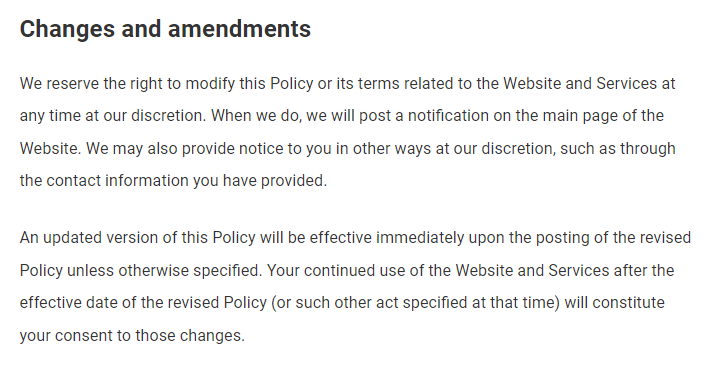 Changes and amendments
We reserve the right to modify this Policy or its terms related to the Website and Services at
any time at our discretion. When we do, we will post a notification on the main page of the
Website. We may also provide notice to you in other ways at our discretion, such as through
the contact information you have provided.
An updated version of this Policy will be effective immediately upon the posting of the revised
Policy unless otherwise specified. Your continued use of the Website and Services after the
effective date of the revised Policy (or such other act specified at that time) will constitute
your consent to those changes.